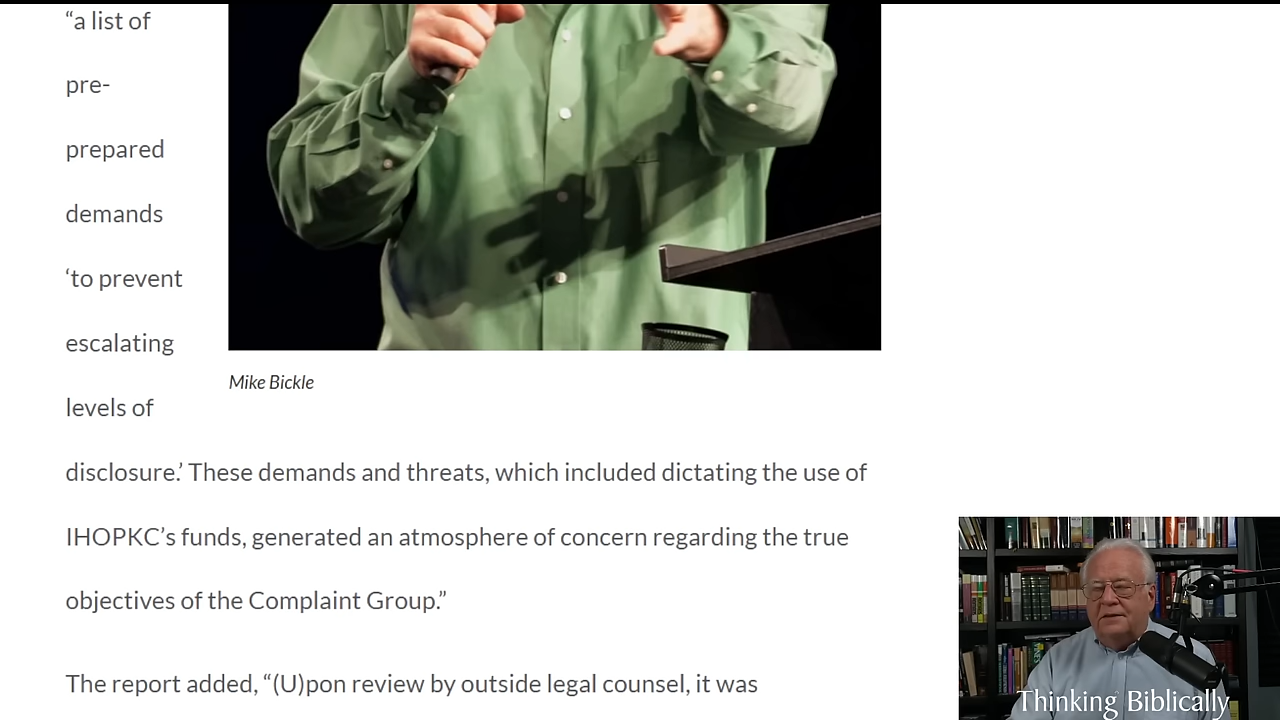 “a list of
pre-
prepared
demands
‘to prevent
escalating
levels of
Mike Bickle
disclosure.’ These demands and threats, which included dictating the use of
IHOPKC’s funds, generated an atmosphere of concern regarding the true
objectives of the Complaint Group.”
The report added, “(U)pon review by outside legal counsel, it was
Thinking Biblically